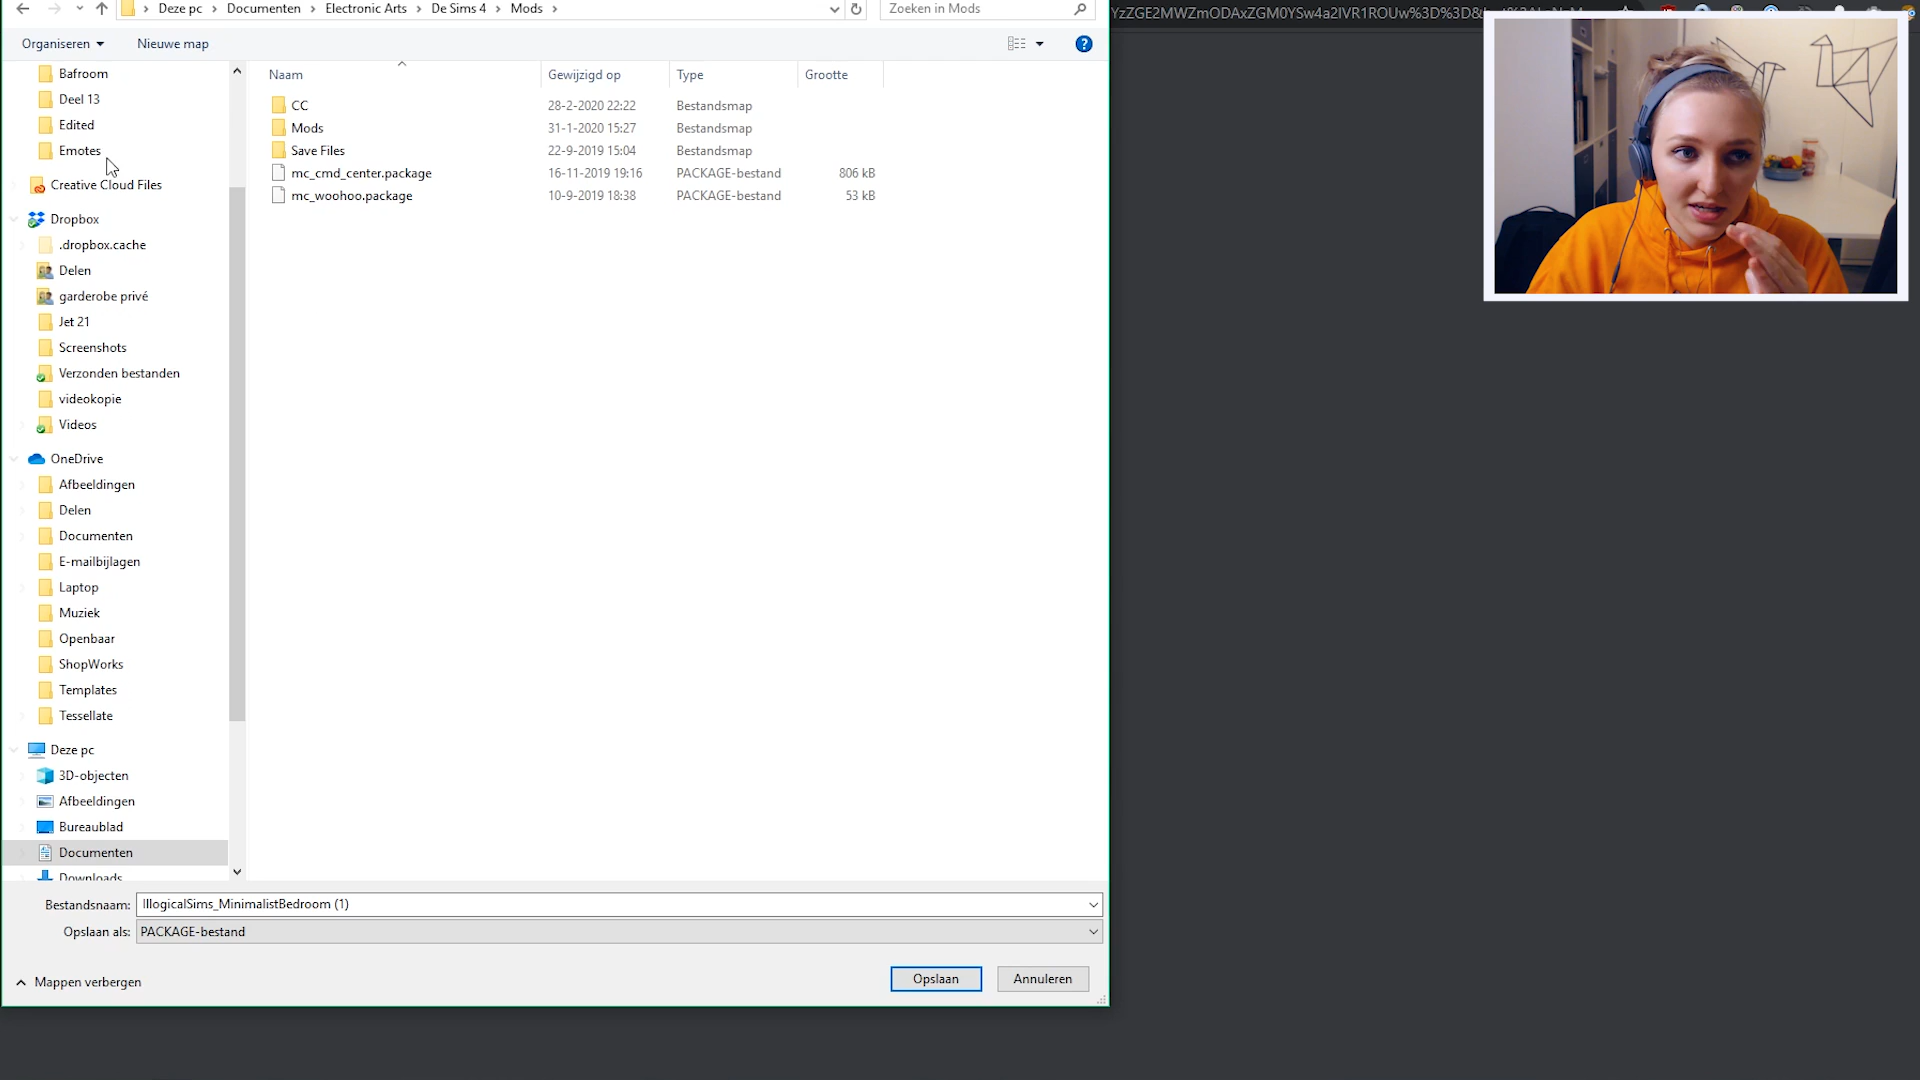 Deze pc > Documenten > Electronic Arts > De Sims 4 > Mods >
Zoeken in Mods
Organiseren
Nieuwe map
Bafroom
Deel 13
Edited
Emotes
Creative Cloud Files
Dropbox
.dropbox.cache
Delen
garderobe privé
Jet 21
Screenshots
Verzonden bestanden
videokopie
Videos
OneDrive
Afbeeldingen
Delen
Documenten
E-mailbijlagen
Laptop
Muziek
Openbaar
ShopWorks
Templates
Tessellate
Deze pc
3D-objecten
Afbeeldingen
Bureaublad
Documenten
Downloads
Naam Gewijzigd op Type Grootte
CC 28-2-2020 22:22 Bestandsmap
Mods 31-1-2020 15:27 Bestandsmap
Save Files 22-9-2019 15:04 Bestandsmap
mc_cmd_center.package 16-11-2019 19:16 PACKAGE-bestand 806 kB
mc_woohoo.package 10-9-2019 18:38 PACKAGE-bestand 53 kB
Bestandsnaam: IllogicalSims_MinimalistBedroom (1)
Opslaan als: PACKAGE-bestand
Mappen verbergen
Opslaan
Annuleren